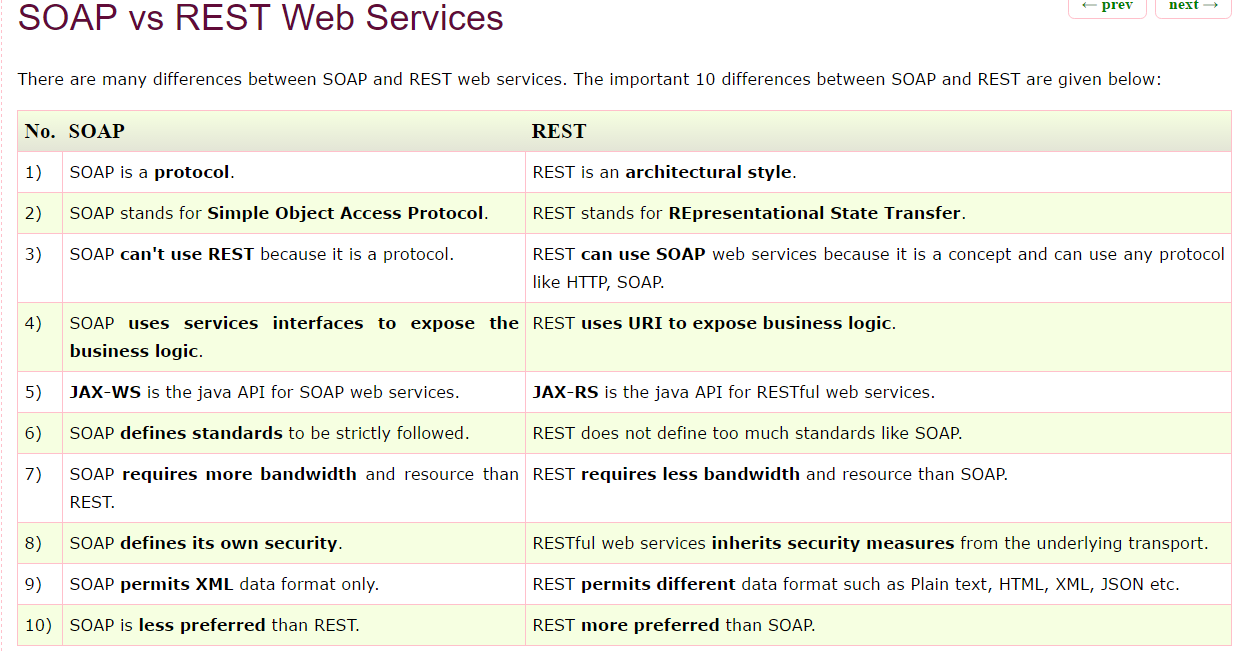 SOAP vs REST Web Services
← prev next →
There are many differences between SOAP and REST web services. The important 10 differences between SOAP and REST are given below:
No. SOAP REST
1) SOAP is a protocol. REST is an architectural style.
2) SOAP stands for Simple Object Access Protocol. REST stands for REpresentational State Transfer.
3) SOAP can't use REST because it is a protocol. REST can use SOAP web services because it is a concept and can use any protocol
like HTTP, SOAP.
4) SOAP uses services interfaces to expose the REST uses URI to expose business logic.
business logic.
5) JAX-WS is the java API for SOAP web services. JAX-RS is the java API for RESTful web services.
6) SOAP defines standards to be strictly followed. REST does not define too much standards like SOAP.
7) SOAP requires more bandwidth and resource than REST requires less bandwidth and resource than SOAP.
REST.
8) SOAP defines its own security. RESTful web services inherits security measures from the underlying transport.
9) SOAP permits XML data format only. REST permits different data format such as Plain text, HTML, XML, JSON etc.
10) SOAP is less preferred than REST. REST more preferred than SOAP.